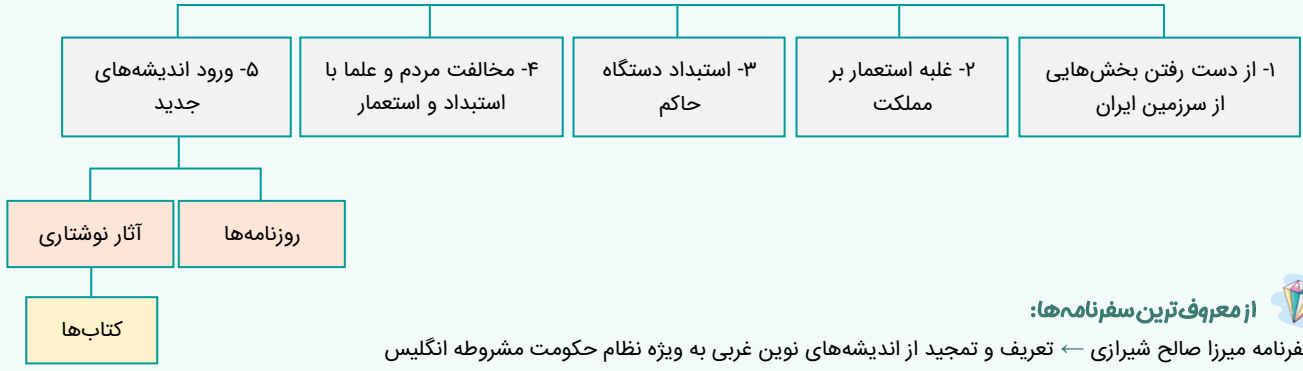 ۱- از دست رفتن بخش‌هایی
از سرزمین ایران
۲- غلبه استعمار بر
مملکت
۳- استبداد دستگاه
حاکم
۴- مخالفت مردم و علما با
استبداد و استعمار
۵- ورود اندیشه‌های
جدید
روزنامه‌ها
آثار نوشتاری
کتاب‌ها
از معروف‌ترین سفرنامه‌ها:
میرزا صالح شیرازی ← تعریف و تمجید از اندیشه‌های نوین غربی به ویژه نظام حکومت مشروطه انگلیس